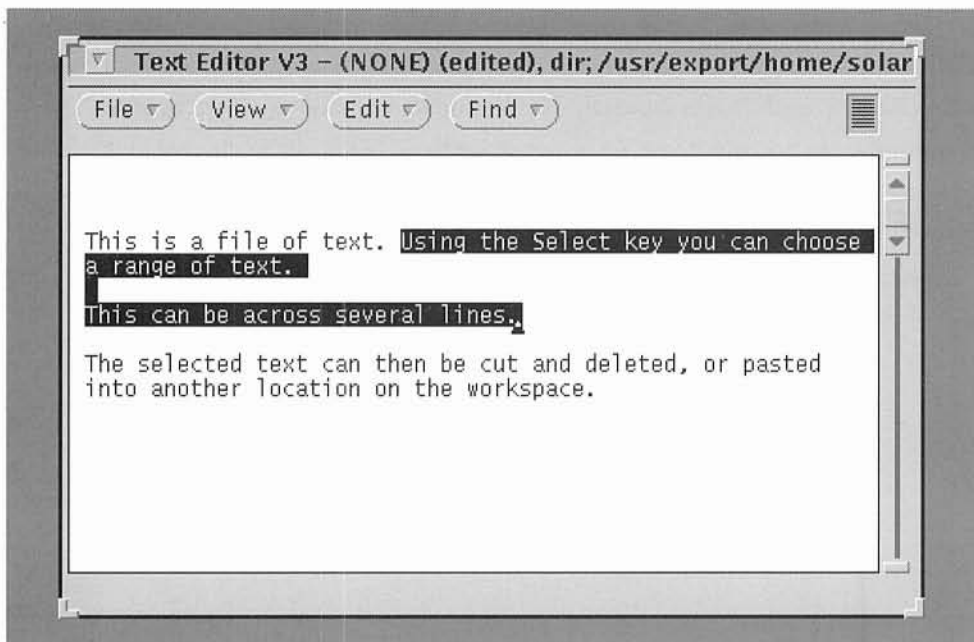 Text Editor V3 – (NONE) (edited), dir; /usr/export/home/solar
File View Edit Find
This is a file of text. Using the Select key you can choose
a range of text.
This can be across several lines.
The selected text can then be cut and deleted, or pasted
into another location on the workspace.